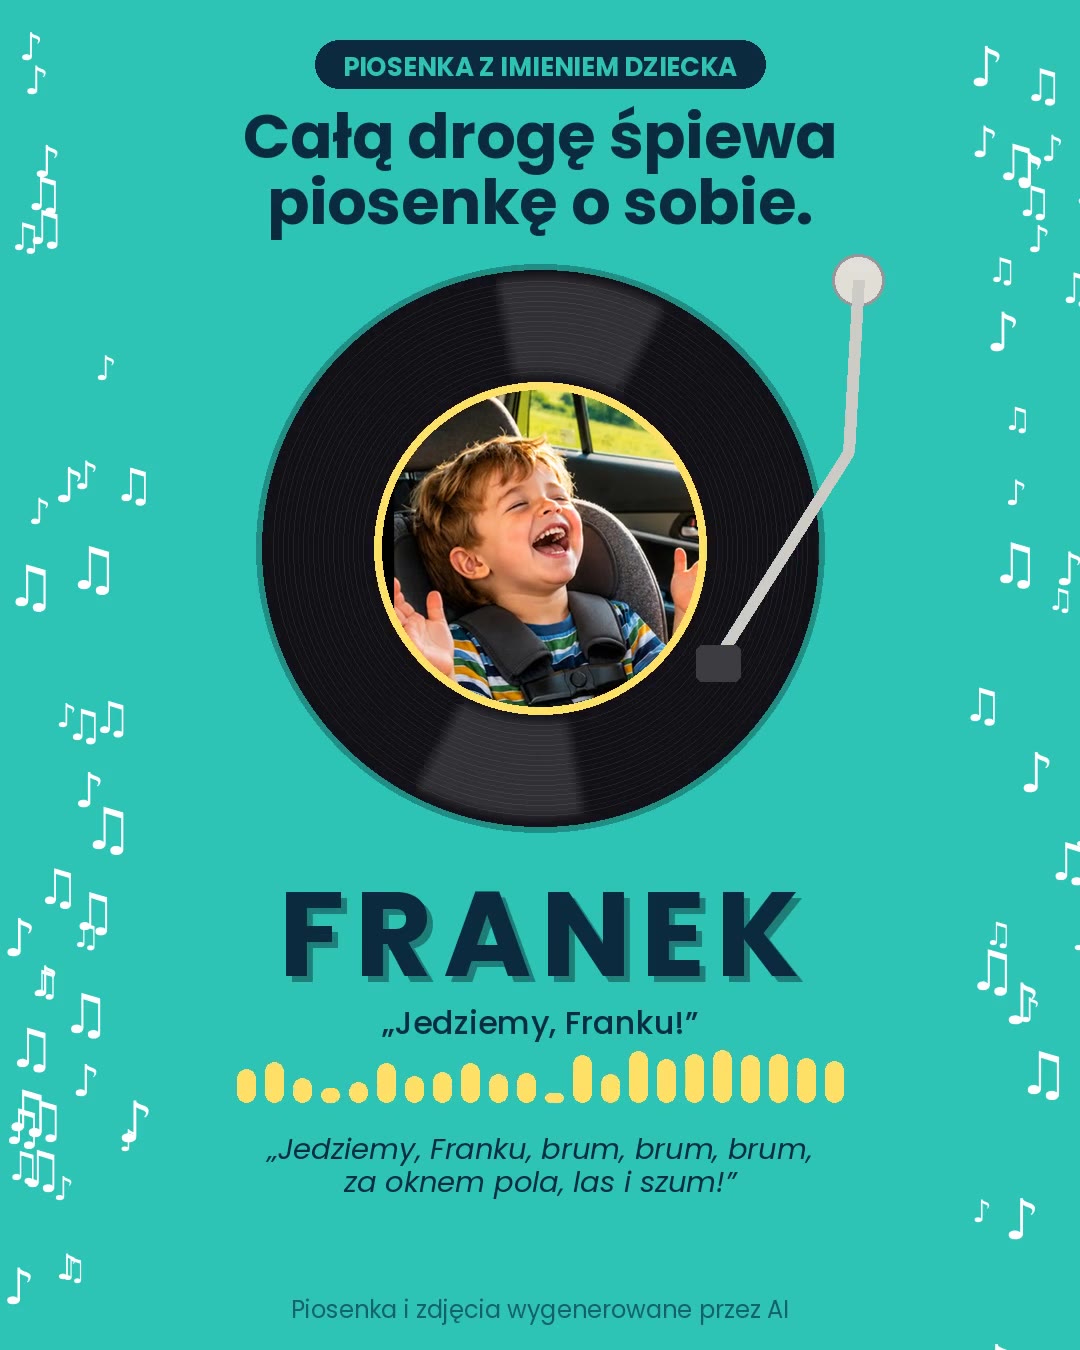 PIOSENKA Z IMIENIEM DZIECKA
Całą drogę śpiewa
piosenkę o sobie.
FRANEK
„Jedziemy, Franku!”
„Jedziemy, Franku, brum, brum, brum,
za oknem pola, las i szum!”
Piosenka i zdjęcia wygenerowane przez AI